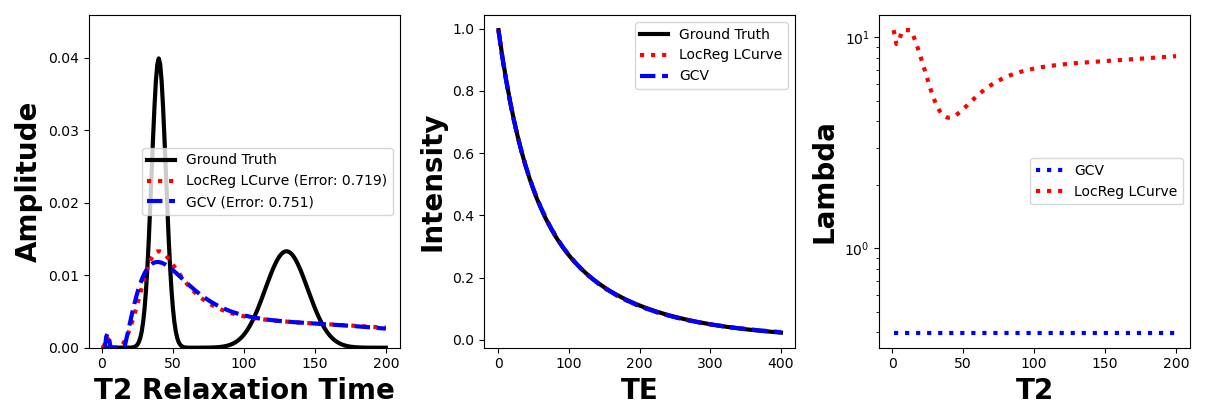 Amplitude
0.04
0.03
0.02
0.01
0.00
Ground Truth
LocReg LCurve (Error: 0.719)
GCV (Error: 0.751)
0 50 100 150 200
T2 Relaxation Time
Intensity
1.0
0.8
0.6
0.4
0.2
0.0
Ground Truth
LocReg LCurve
GCV
0 100 200 300 400
TE
Lambda
10¹
10⁰
GCV
LocReg LCurve
0 50 100 150 200
T2